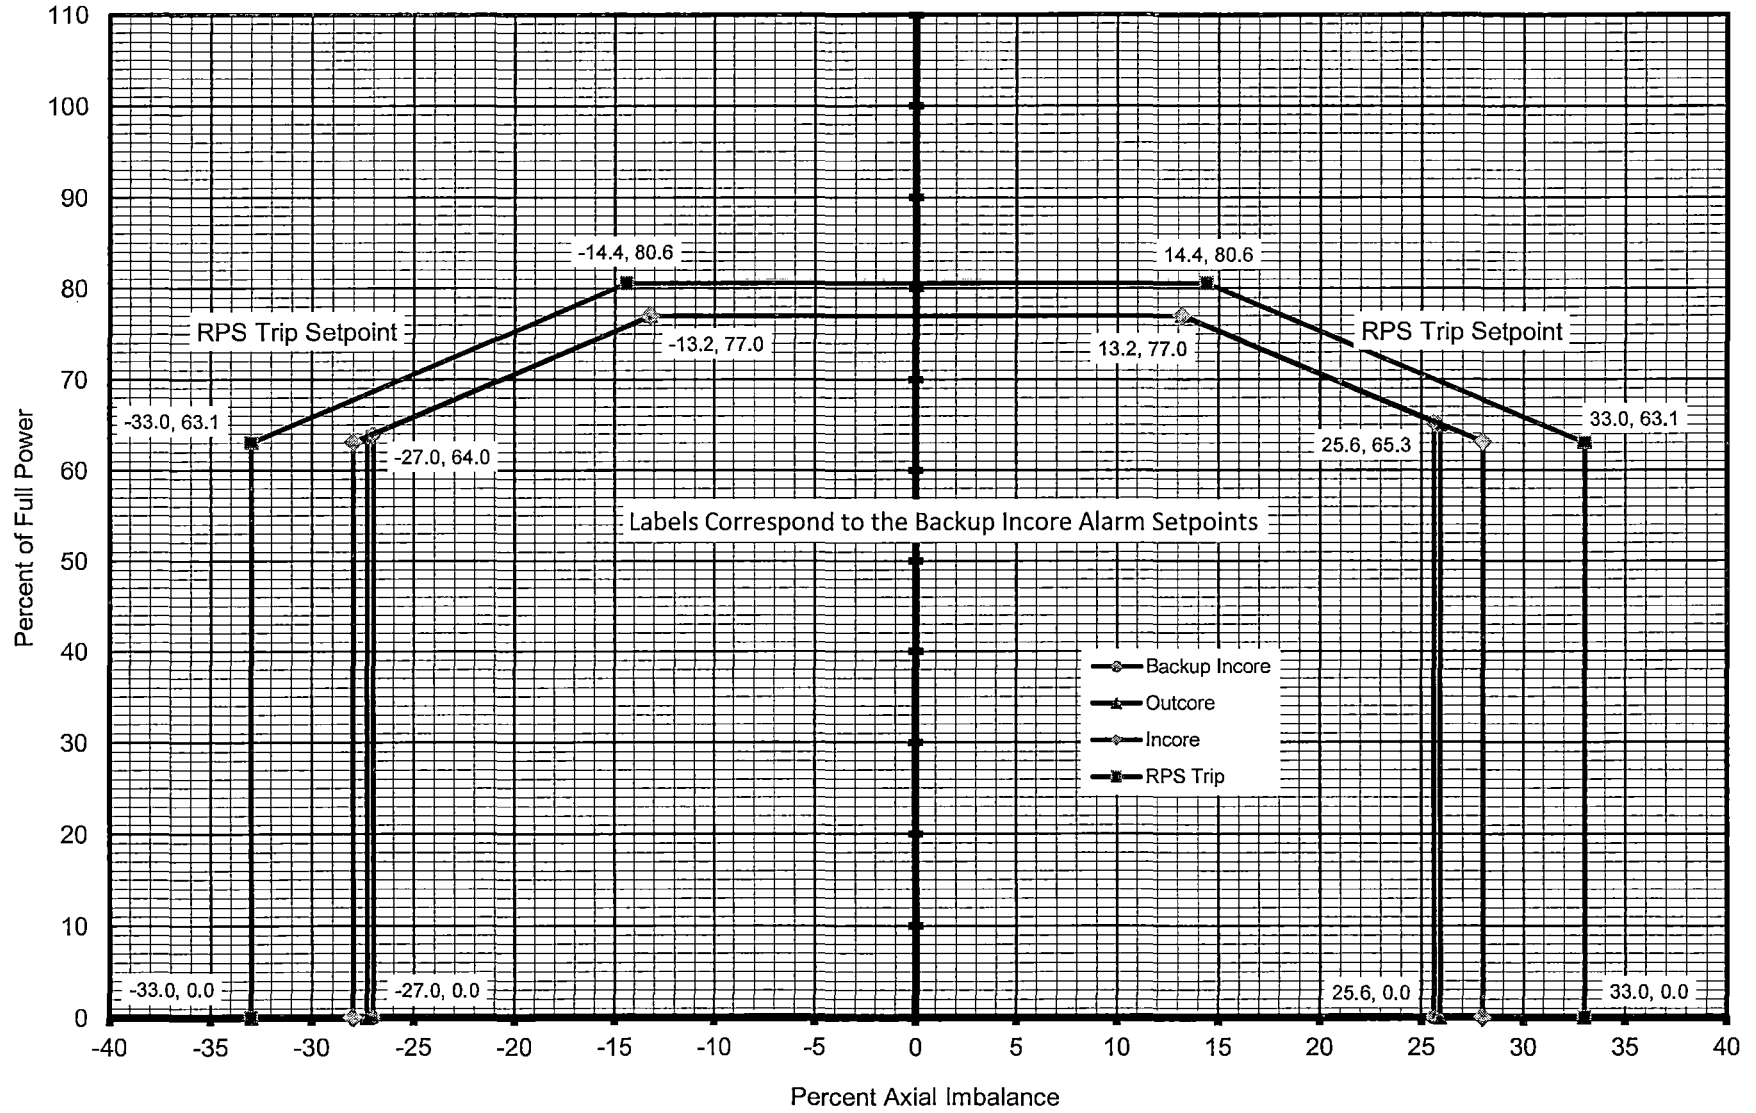 110
100
90
80
70
60
50
40
30
20
10
0
Percent of Full Power
-14.4, 80.6
14.4, 80.6
RPS Trip Setpoint
RPS Trip Setpoint
-13.2, 77.0
13.2, 77.0
-33.0, 63.1
33.0, 63.1
-27.0, 64.0
25.6, 65.3
Labels Correspond to the Backup Incore Alarm Setpoints
Backup Incore
Outcore
Incore
RPS Trip
-33.0, 0.0
-27.0, 0.0
25.6, 0.0
33.0, 0.0
-40 -35 -30 -25 -20 -15 -10 -5 0 5 10 15 20 25 30 35 40
Percent Axial Imbalance